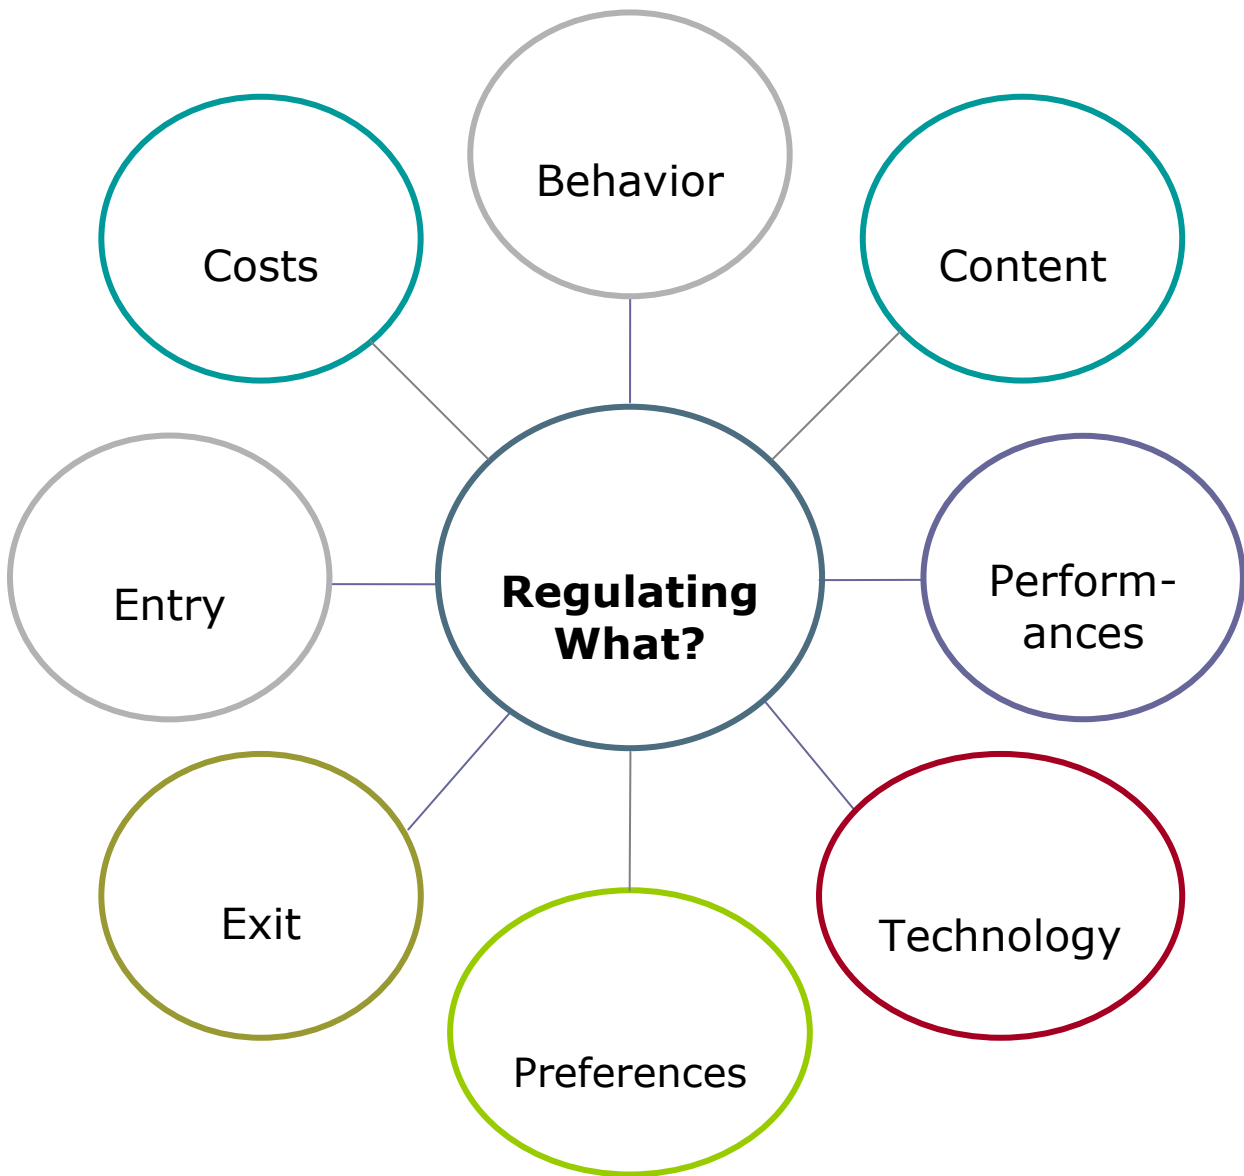 Behavior
Costs
Content
Regulating
What?
Entry
Perform-
ances
Exit
Technology
Preferences